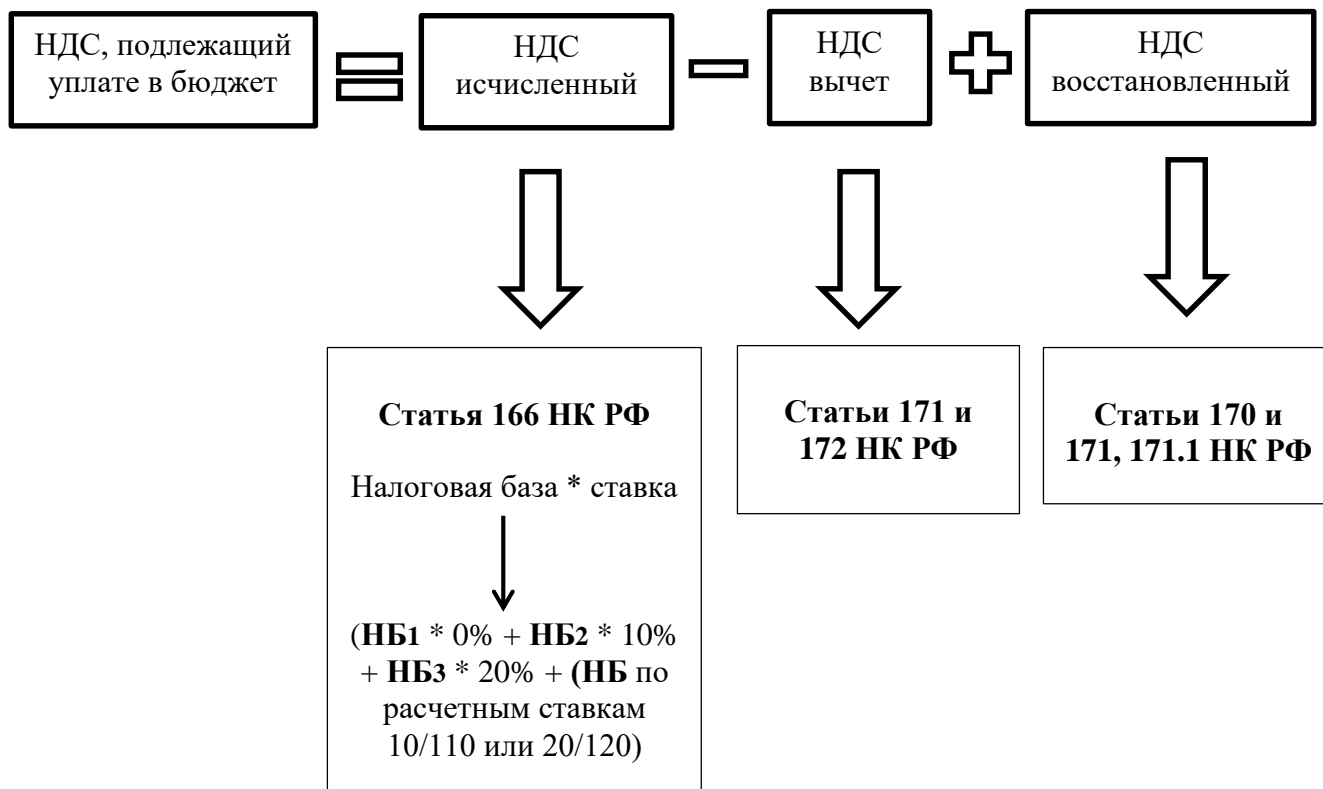 НДС, подлежащий
уплате в бюджет
НДС
исчисленный
НДС
вычет
НДС
восстановленный
Статья 166 НК РФ
Налоговая база * ставка
(НБ1 * 0% + НБ2 * 10%
+ НБ3 * 20% + (НБ по
расчетным ставкам
10/110 или 20/120)
Статьи 171 и
172 НК РФ
Статьи 170 и
171, 171.1 НК РФ